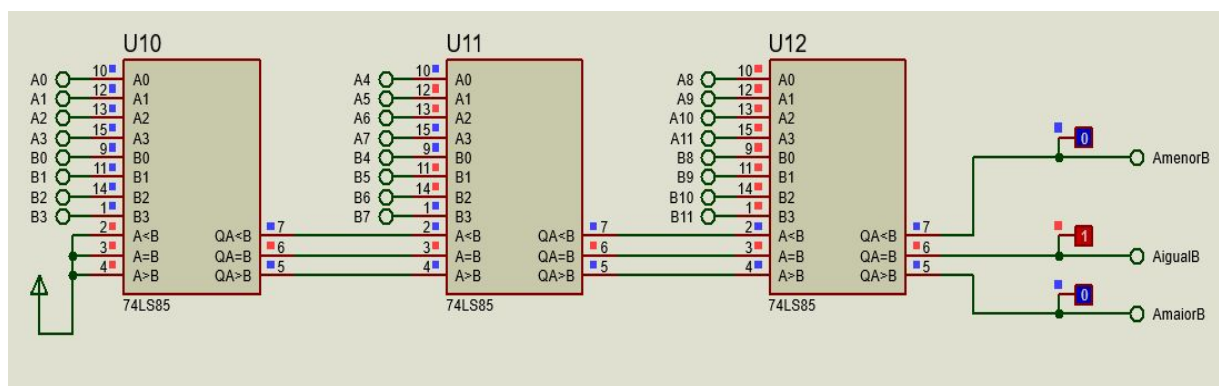 U10
A0 10 A0
A1 12 A1
A2 13 A2
A3 15 A3
B0 9 B0
B1 11 B1
B2 14 B2
B3 1 B3
2 A<B QA<B 7
3 A=B QA=B 6
4 A>B QA>B 5
74LS85
U11
A4 10 A0
A5 12 A1
A6 13 A2
A7 15 A3
B4 9 B0
B5 11 B1
B6 14 B2
B7 1 B3
2 A<B QA<B 7
3 A=B QA=B 6
4 A>B QA>B 5
74LS85
U12
A8 10 A0
A9 12 A1
A10 13 A2
A11 15 A3
B8 9 B0
B9 11 B1
B10 14 B2
B11 1 B3
2 A<B QA<B 7
3 A=B QA=B 6
4 A>B QA>B 5
74LS85
0
AmenorB
1
AigualB
0
AmaiorB